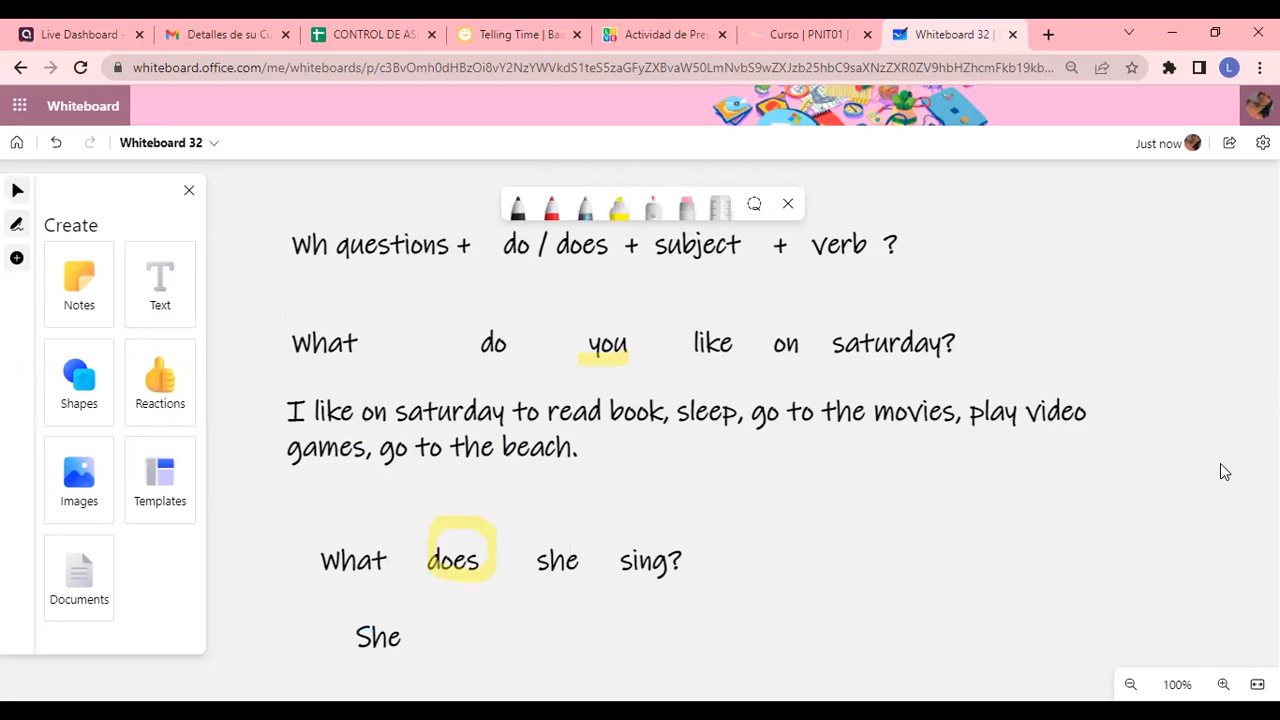 Live Dashboard -
Detalles de su Cu
CONTROL DE AS
Telling Time | Baa
Actividad de Pre
Curso | PNIT01 |
Whiteboard 32 |
whiteboard.office.com/me/whiteboards/p/c3BvOmh0dHBzOi8vY2NzYWVkdS1teS5zaGFyZXBvaW50LmNvbS9wZXJzb25hbC9saXNzZXR0ZV9hbHZhcmFkb19kb...
L
Whiteboard
Whiteboard 32
Just now
Create
Notes
Text
Shapes
Reactions
Images
Templates
Documents
Wh questions + do / does + subject + verb ?
What do you like on saturday?
I like on saturday to read book, sleep, go to the movies, play video
games, go to the beach.
What does she sing?
She
100%